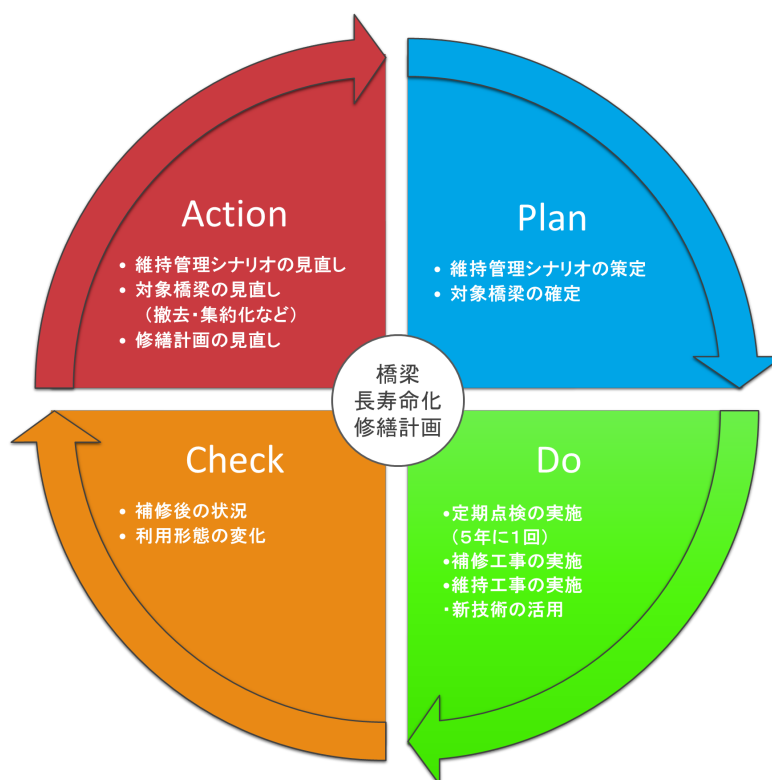 Action
• 維持管理シナリオの見直し
• 対象橋梁の見直し
（撤去・集約化など）
• 修繕計画の見直し
Plan
• 維持管理シナリオの策定
• 対象橋梁の確定
橋梁
長寿命化
修繕計画
Check
• 補修後の状況
• 利用形態の変化
Do
•定期点検の実施
（５年に１回）
•補修工事の実施
•維持工事の実施
・新技術の活用